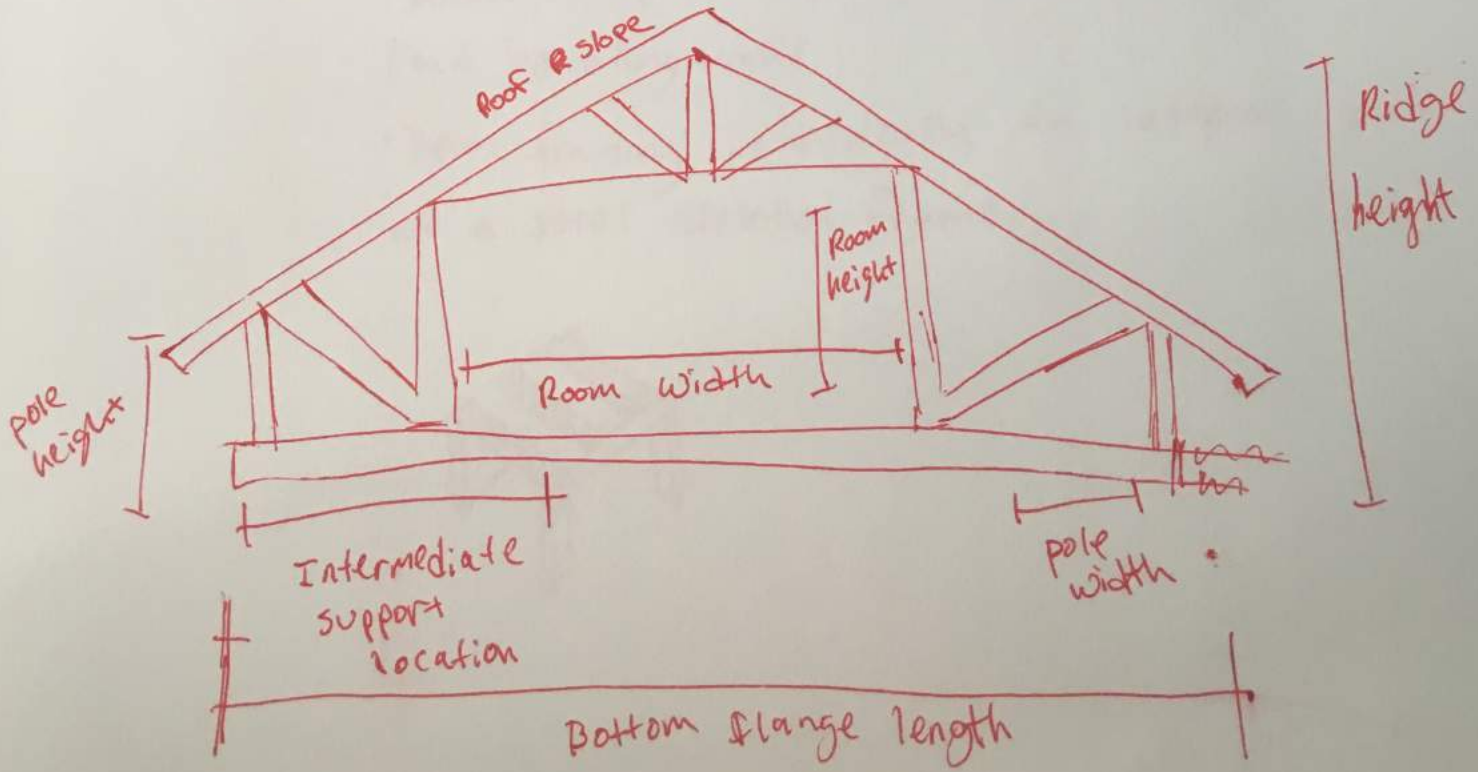 Roof slope
Ridge
height
Room
height
Room Width
pole
height
Intermediate
support
location
pole
width
Bottom flange length